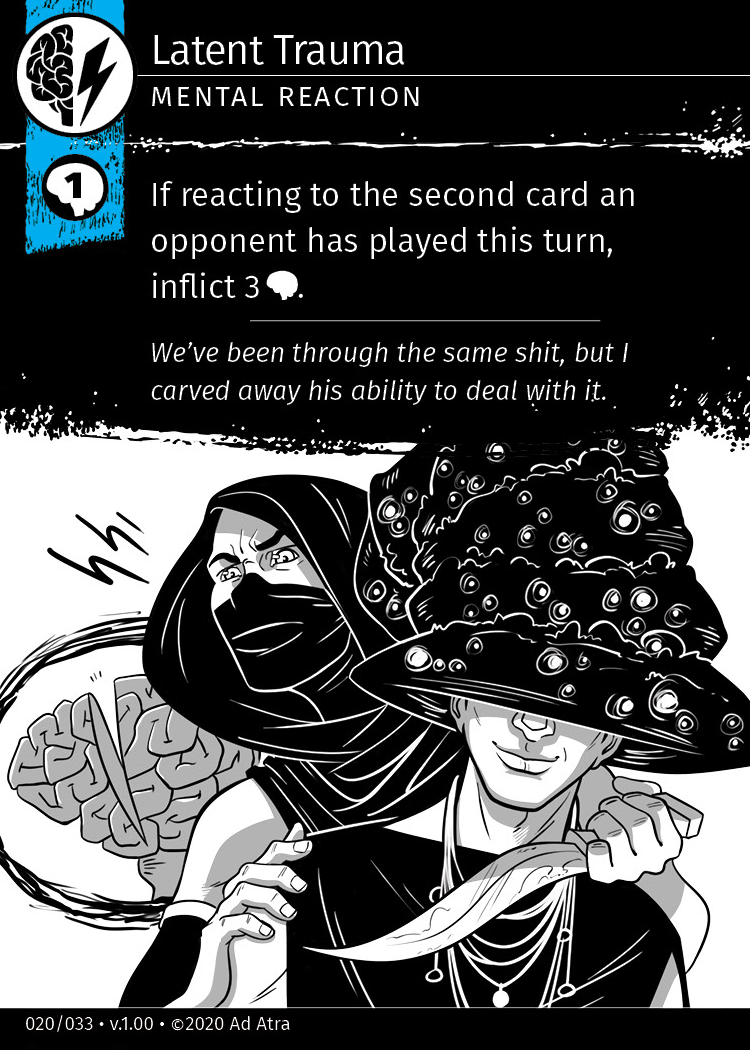 Latent Trauma
MENTAL REACTION
1
If reacting to the second card an
opponent has played this turn,
inflict 3 .
We’ve been through the same shit, but I
carved away his ability to deal with it.
020/033 • v.1.00 • ©2020 Ad Atra